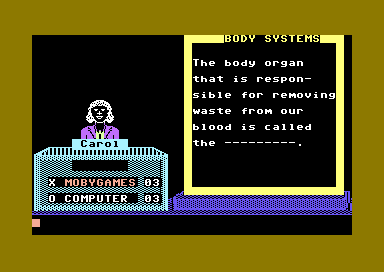 BODY SYSTEMS
The body organ
that is respon-
sible for removing
waste from our
blood is called
the ---------.
Carol
X MOBYGAMES 03
O COMPUTER 03